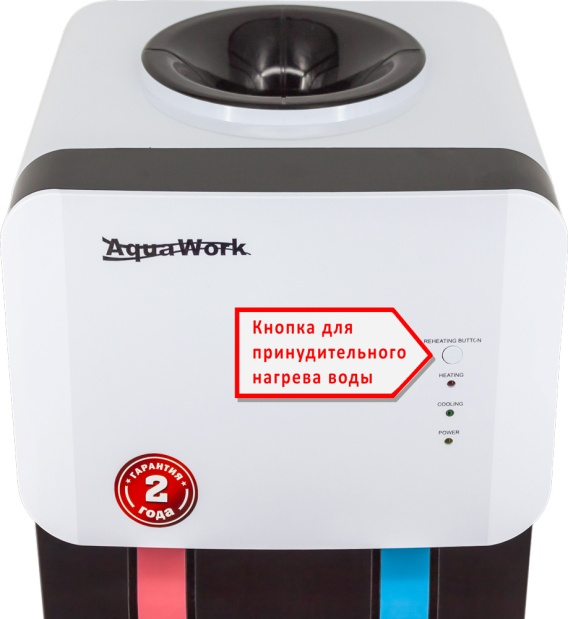 AquaWork
Кнопка для
принудительного
нагрева воды
REHEATING BUTTON
HEATING
COOLING
POWER
ГАРАНТИЯ
2
года